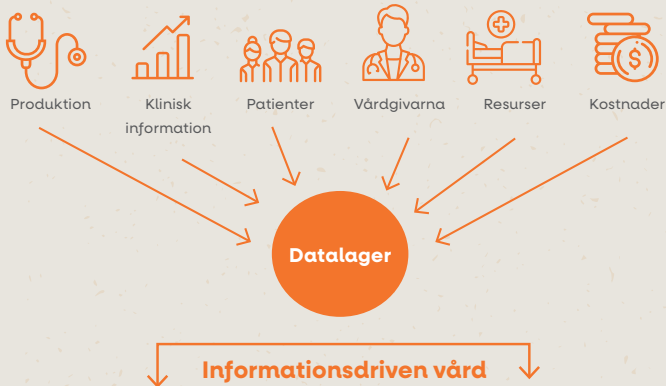 Produktion
Klinisk
information
Patienter
Vårdgivarna
Resurser
Kostnader
$
Datalager
Informationsdriven vård